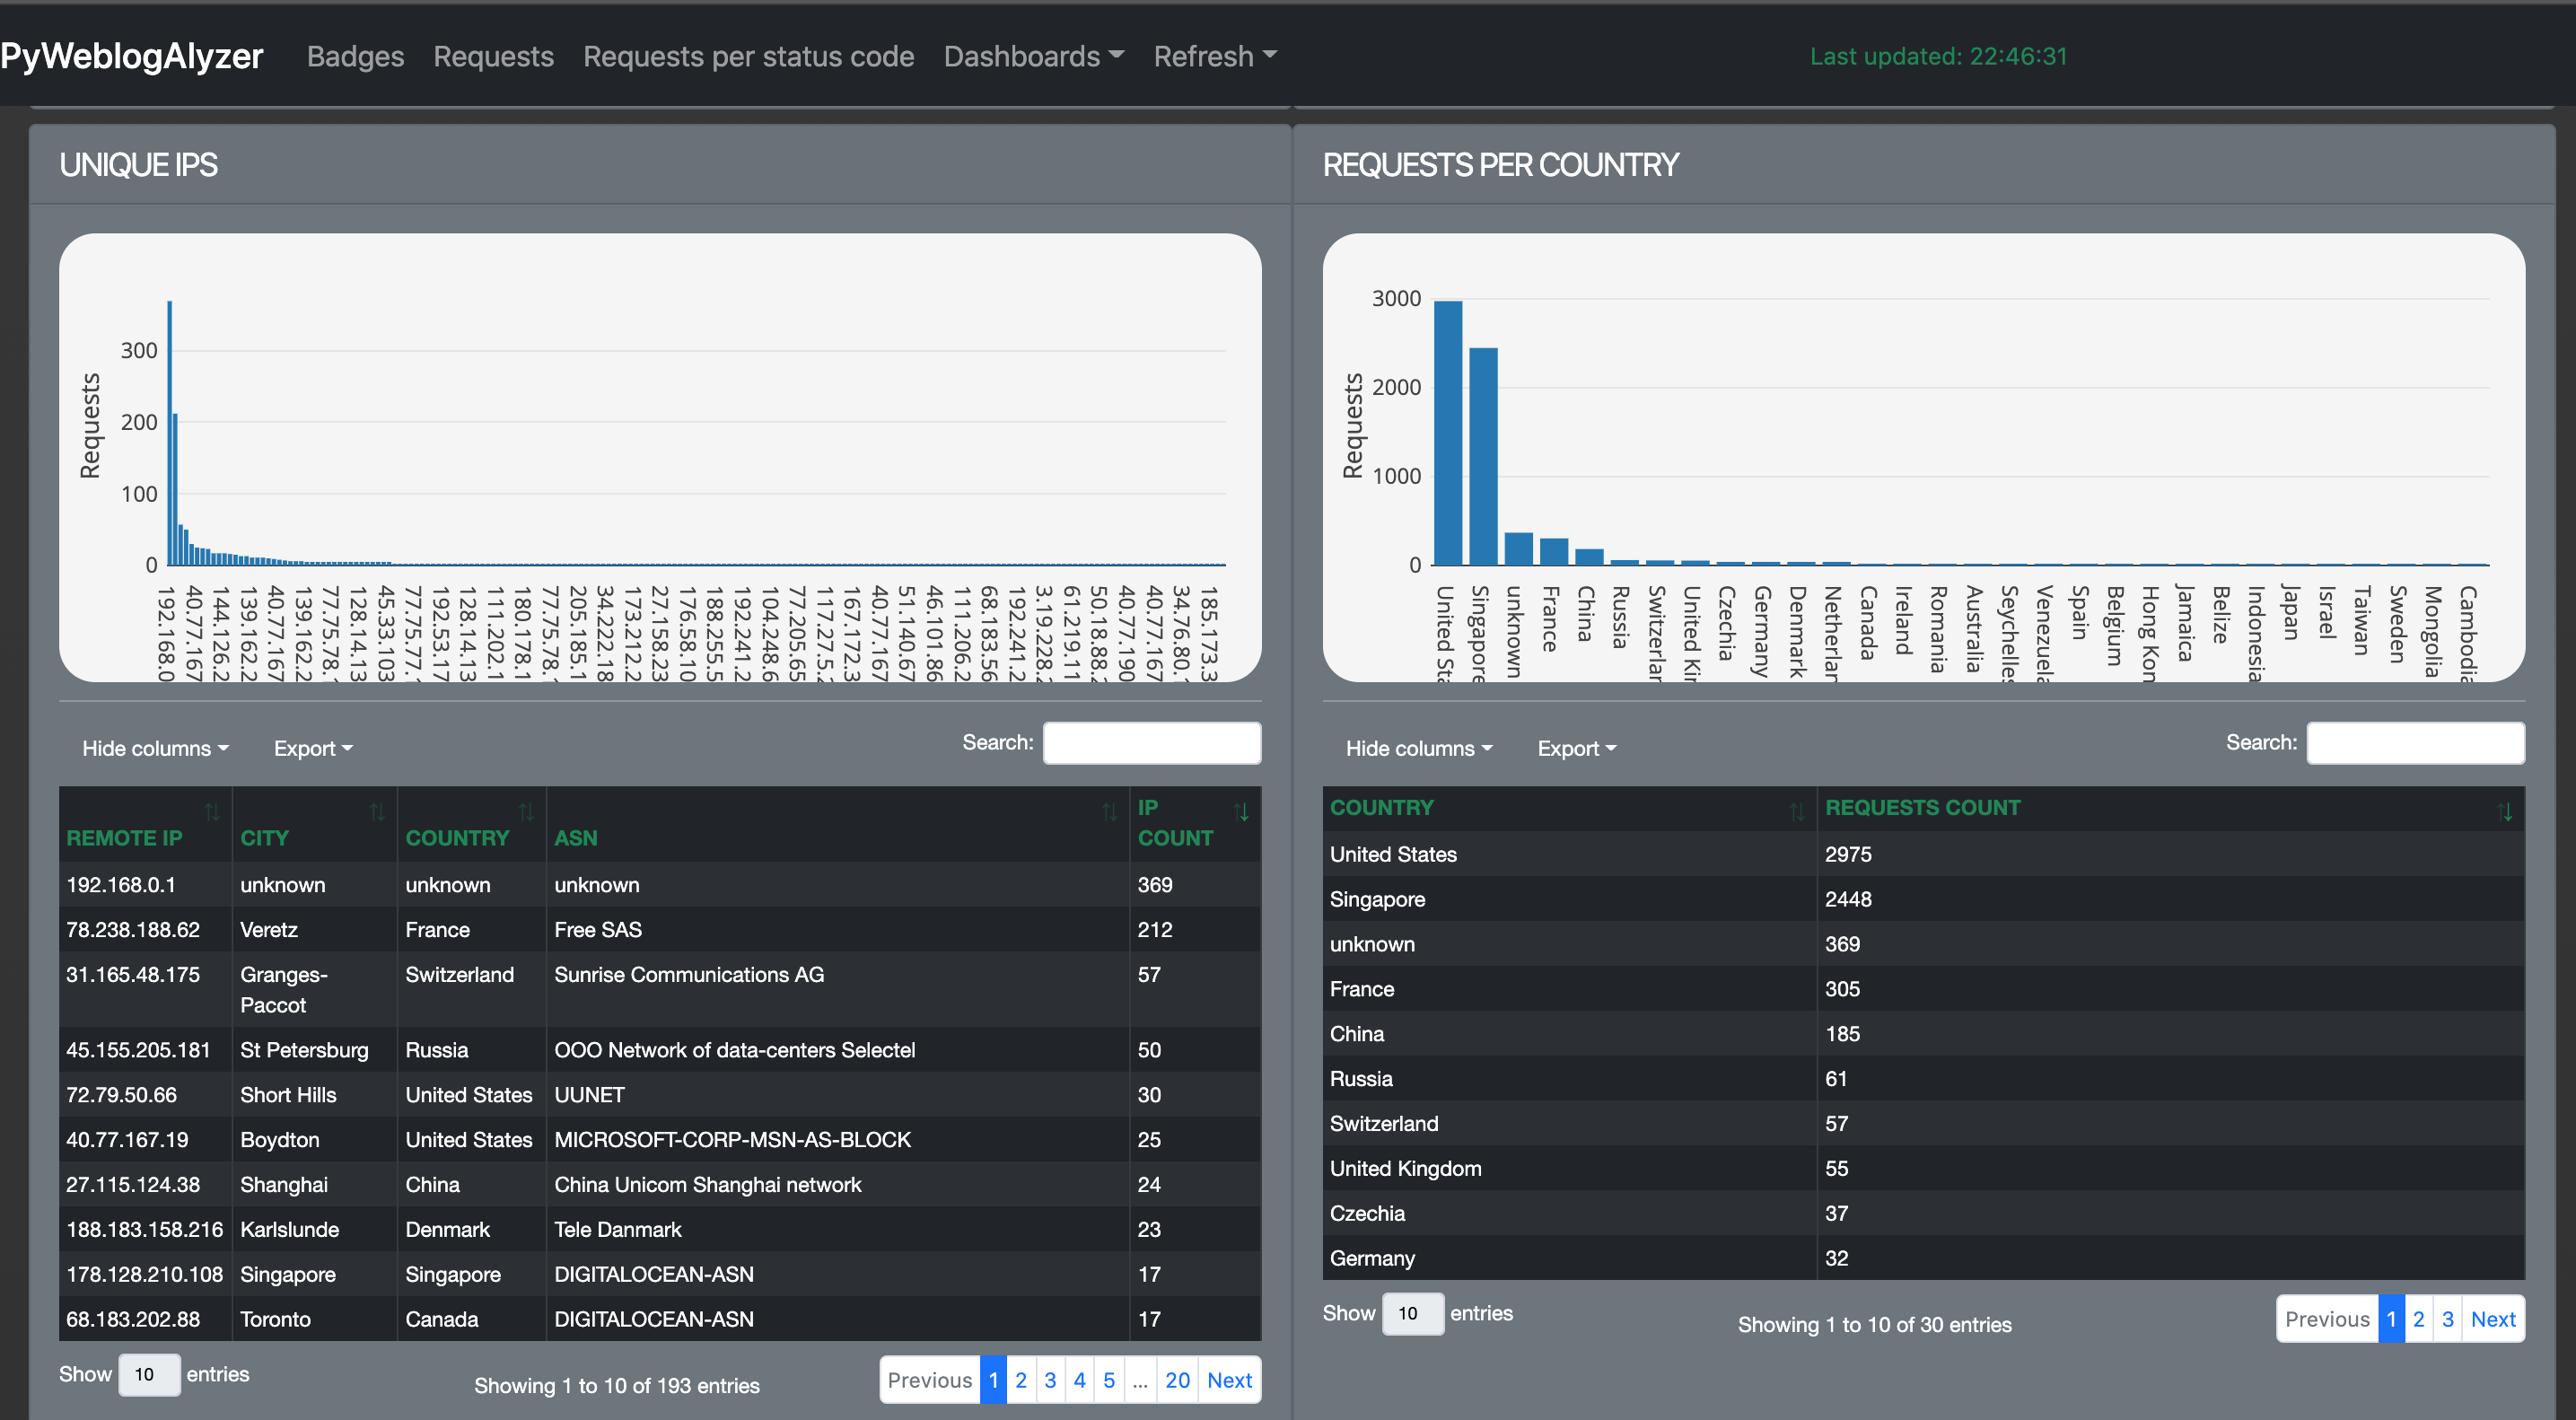 PyWeblogAlyzer Badges Requests Requests per status code Dashboards Refresh Last updated: 22:46:31
UNIQUE IPS
Requests
300
200
100
0
192.168.0
40.77.167
144.126.2
139.162.2
40.77.167
139.162.2
77.75.78.
128.14.13
45.33.103
77.75.77.
192.53.17
128.14.13
111.202.1
180.178.1
77.75.78.
205.185.1
34.222.18
173.212.2
27.158.23
176.58.10
188.255.5
192.241.2
104.248.6
77.205.65
117.27.5.
167.172.3
40.77.167
51.140.67
46.101.86
111.206.2
68.183.56
192.241.2
3.19.228.
61.219.11
50.18.88.
40.77.190
40.77.167
34.76.80.
185.173.3
Hide columns Export Search:
REMOTE IP CITY COUNTRY ASN IP COUNT
192.168.0.1 unknown unknown unknown 369
78.238.188.62 Veretz France Free SAS 212
31.165.48.175 Granges-Paccot Switzerland Sunrise Communications AG 57
45.155.205.181 St Petersburg Russia OOO Network of data-centers Selectel 50
72.79.50.66 Short Hills United States UUNET 30
40.77.167.19 Boydton United States MICROSOFT-CORP-MSN-AS-BLOCK 25
27.115.124.38 Shanghai China China Unicom Shanghai network 24
188.183.158.216 Karlslunde Denmark Tele Danmark 23
178.128.210.108 Singapore Singapore DIGITALOCEAN-ASN 17
68.183.202.88 Toronto Canada DIGITALOCEAN-ASN 17
Show 10 entries Showing 1 to 10 of 193 entries Previous 1 2 3 4 5 ... 20 Next
REQUESTS PER COUNTRY
Requests
3000
2000
1000
0
United Sta
Singapore
unknown
France
China
Russia
Switzerlan
United Kin
Czechia
Germany
Denmark
Netherlan
Canada
Ireland
Romania
Australia
Seychelles
Venezuela
Spain
Belgium
Hong Kon
Jamaica
Belize
Indonesia
Japan
Israel
Taiwan
Sweden
Mongolia
Cambodia
Hide columns Export Search:
COUNTRY REQUESTS COUNT
United States 2975
Singapore 2448
unknown 369
France 305
China 185
Russia 61
Switzerland 57
United Kingdom 55
Czechia 37
Germany 32
Show 10 entries Showing 1 to 10 of 30 entries Previous 1 2 3 Next